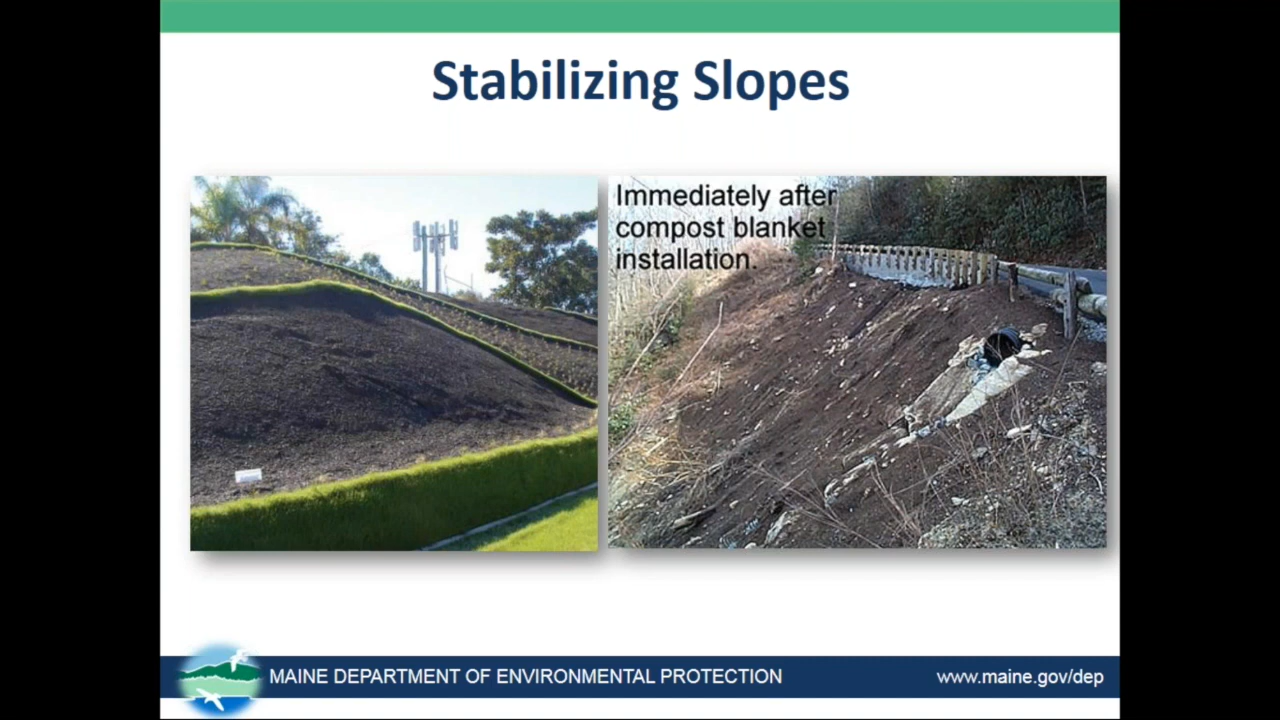 Stabilizing Slopes
Immediately after
compost blanket
installation.
MAINE DEPARTMENT OF ENVIRONMENTAL PROTECTION
www.maine.gov/dep